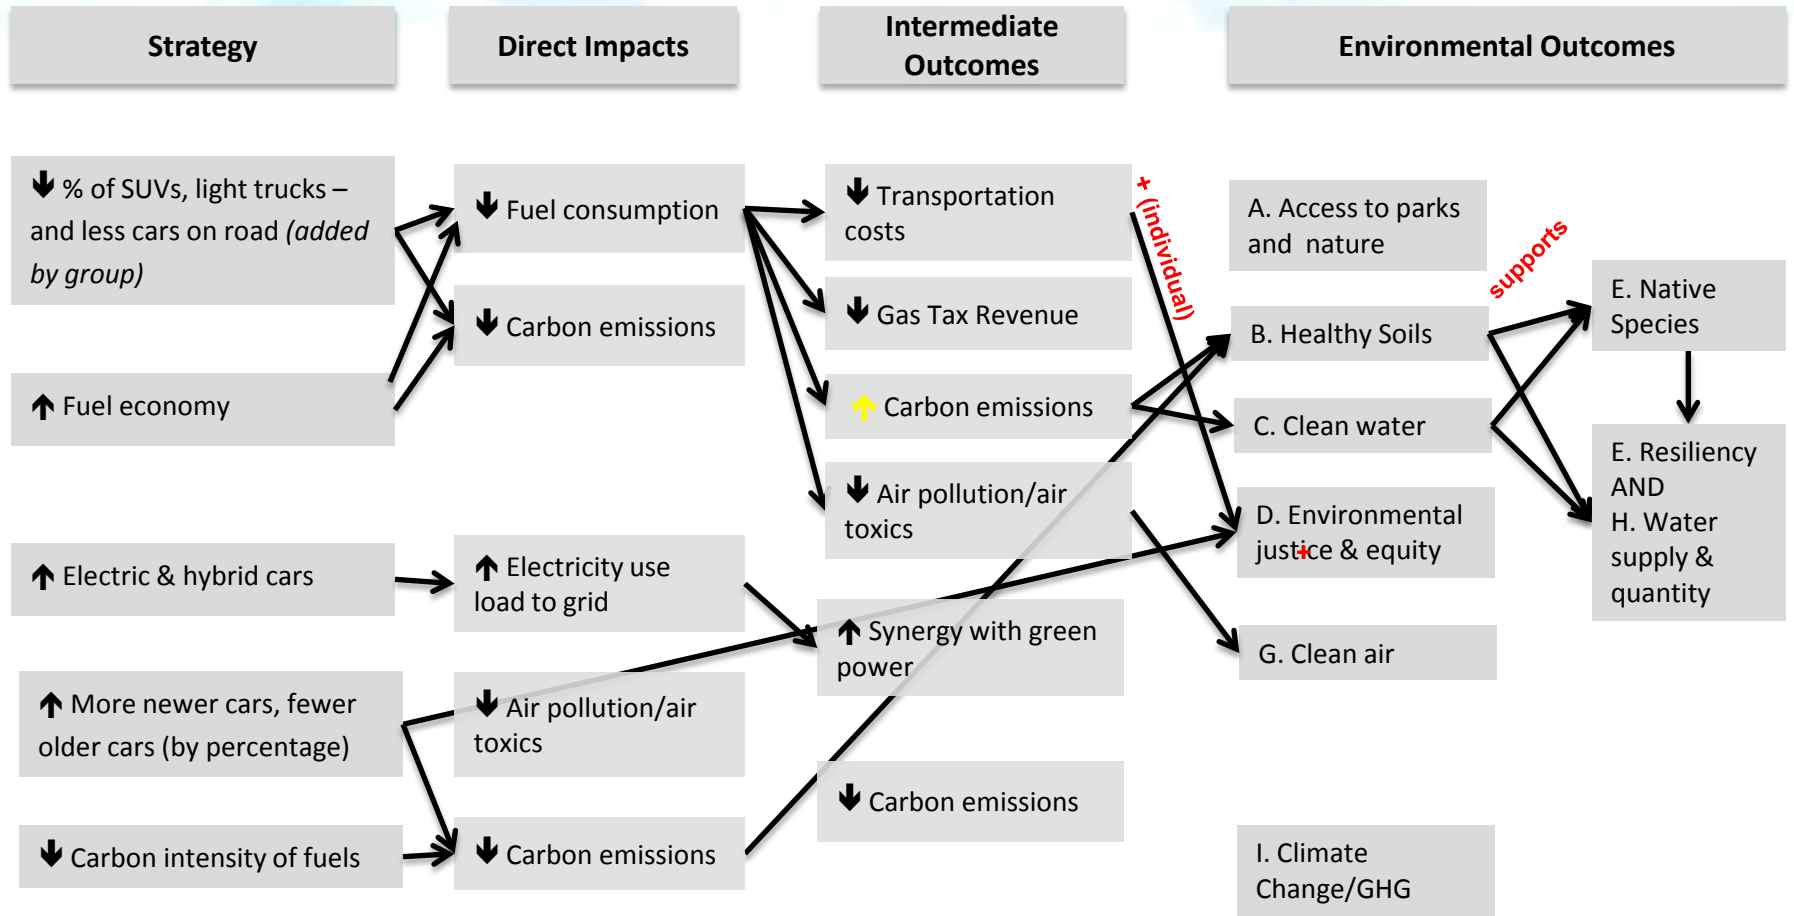 Strategy
Direct Impacts
Intermediate
Outcomes
Environmental Outcomes
🡻 % of SUVs, light trucks –
and less cars on road (added
by group)
🡹 Fuel economy
🡹 Electric & hybrid cars
🡹 More newer cars, fewer
older cars (by percentage)
🡻 Carbon intensity of fuels
🡻 Fuel consumption
🡻 Carbon emissions
🡹 Electricity use
load to grid
🡻 Air pollution/air
toxics
🡻 Carbon emissions
🡻 Transportation
costs
🡻 Gas Tax Revenue
🡹 Carbon emissions
🡻 Air pollution/air
toxics
🡹 Synergy with green
power
🡻 Carbon emissions
+ (individual)
A. Access to parks
and nature
B. Healthy Soils
C. Clean water
D. Environmental
justice & equity
+
G. Clean air
I. Climate
Change/GHG
supports
E. Native
Species
E. Resiliency
AND
H. Water
supply &
quantity